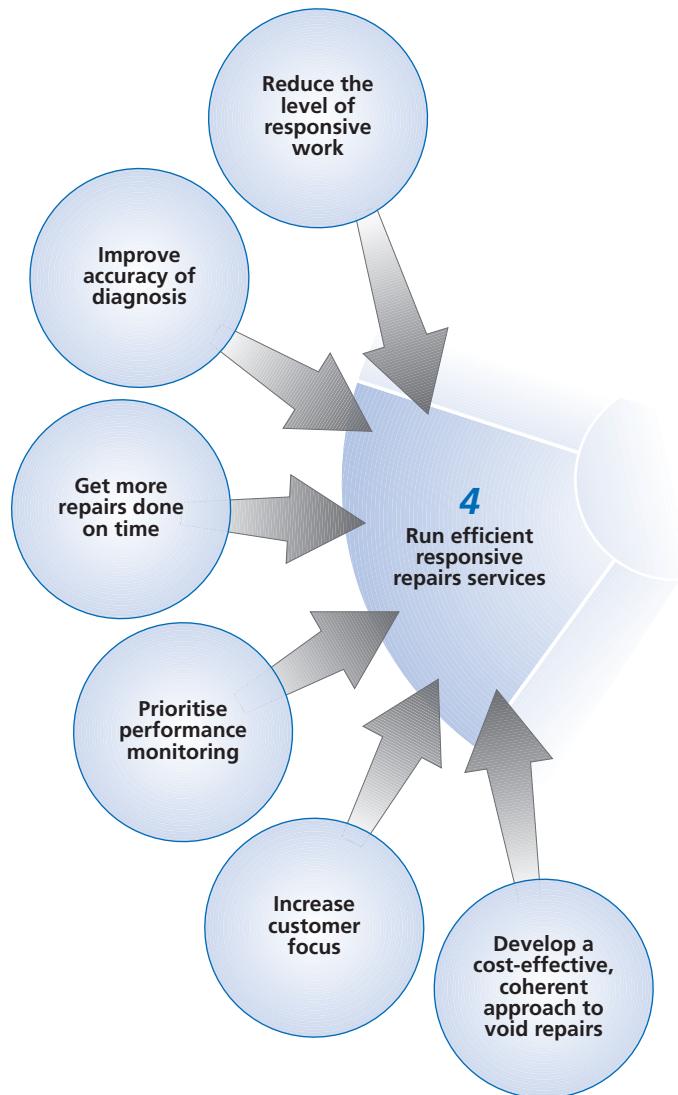 Reduce the
level of
responsive
work
Improve
accuracy of
diagnosis
Get more
repairs done
on time
4
Run efficient
responsive
repairs services
Prioritise
performance
monitoring
Increase
customer
focus
Develop a
cost-effective,
coherent
approach to
void repairs